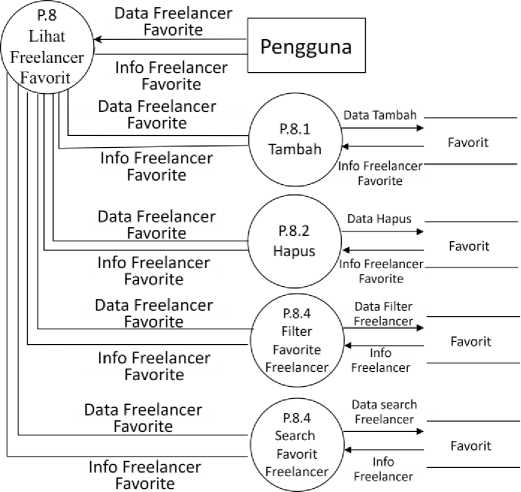 P.8
Lihat
Freelancer
Favorit
Data Freelancer
Favorite
Pengguna
Info Freelancer
Favorite
Data Freelancer
Favorite
Info Freelancer
Favorite
P.8.1
Tambah
Data Tambah
Info Freelancer
Favorite
Favorit
Data Freelancer
Favorite
Info Freelancer
Favorite
P.8.2
Hapus
Data Hapus
Info Freelancer
Favorite
Favorit
Data Freelancer
Favorite
Info Freelancer
Favorite
P.8.4
Filter
Favorite
Freelancer
Data Filter
Freelancer
Info
Freelancer
Favorit
Data Freelancer
Favorite
Info Freelancer
Favorite
P.8.4
Search
Favorit
Freelancer
Data search
Freelancer
Info
Freelancer
Favorit